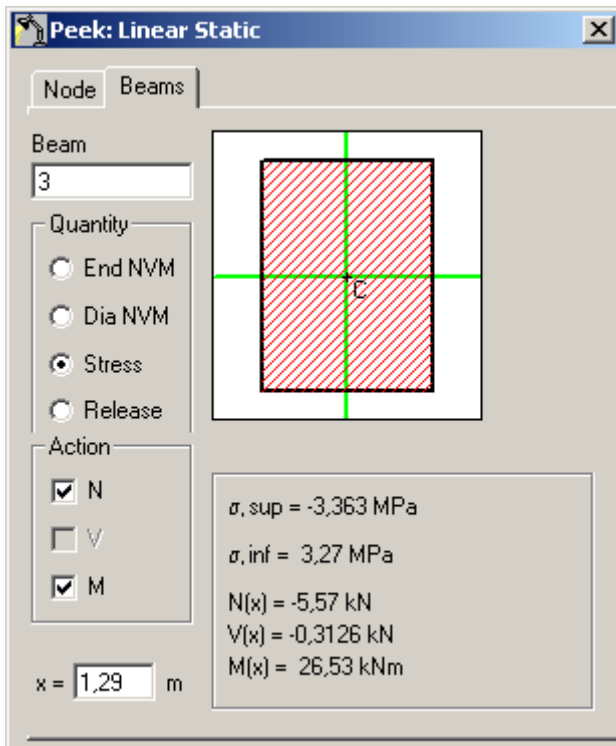 Peek: Linear Static
Node
Beams
Beam
3
Quantity
End NVM
Dia NVM
Stress
Release
C
Action
N
V
M
x = 1,29 m
σ, sup = -3,363 MPa
σ, inf = 3,27 MPa
N(x) = -5,57 kN
V(x) = -0,3126 kN
M(x) = 26,53 kNm